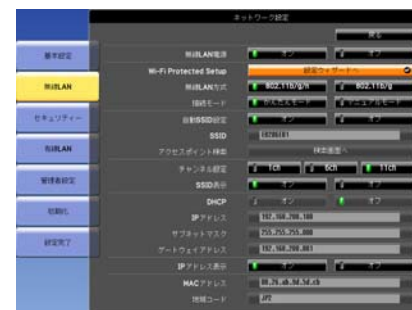 ネットワーク設定
戻る
基本設定
無線LAN電源
オン
オフ
Wi-Fi Protected Setup
設定ウィザードへ
無線LAN
無線LAN方式
802.11b/g/n
802.11b/g
接続モード
かんたんモード
マニュアルモード
セキュリティー
自動SSID設定
オン
オフ
SSID
有線LAN
アクセスポイント検索
検索画面へ
チャンネル設定
1ch
6ch
11ch
管理者設定
SSID表示
オン
オフ
DHCP
オン
オフ
初期化
IPアドレス
サブネットマスク
255.255.255.000
設定完了
ゲートウェイアドレス
IPアドレス表示
オン
オフ
MACアドレス
地域コード
JP2